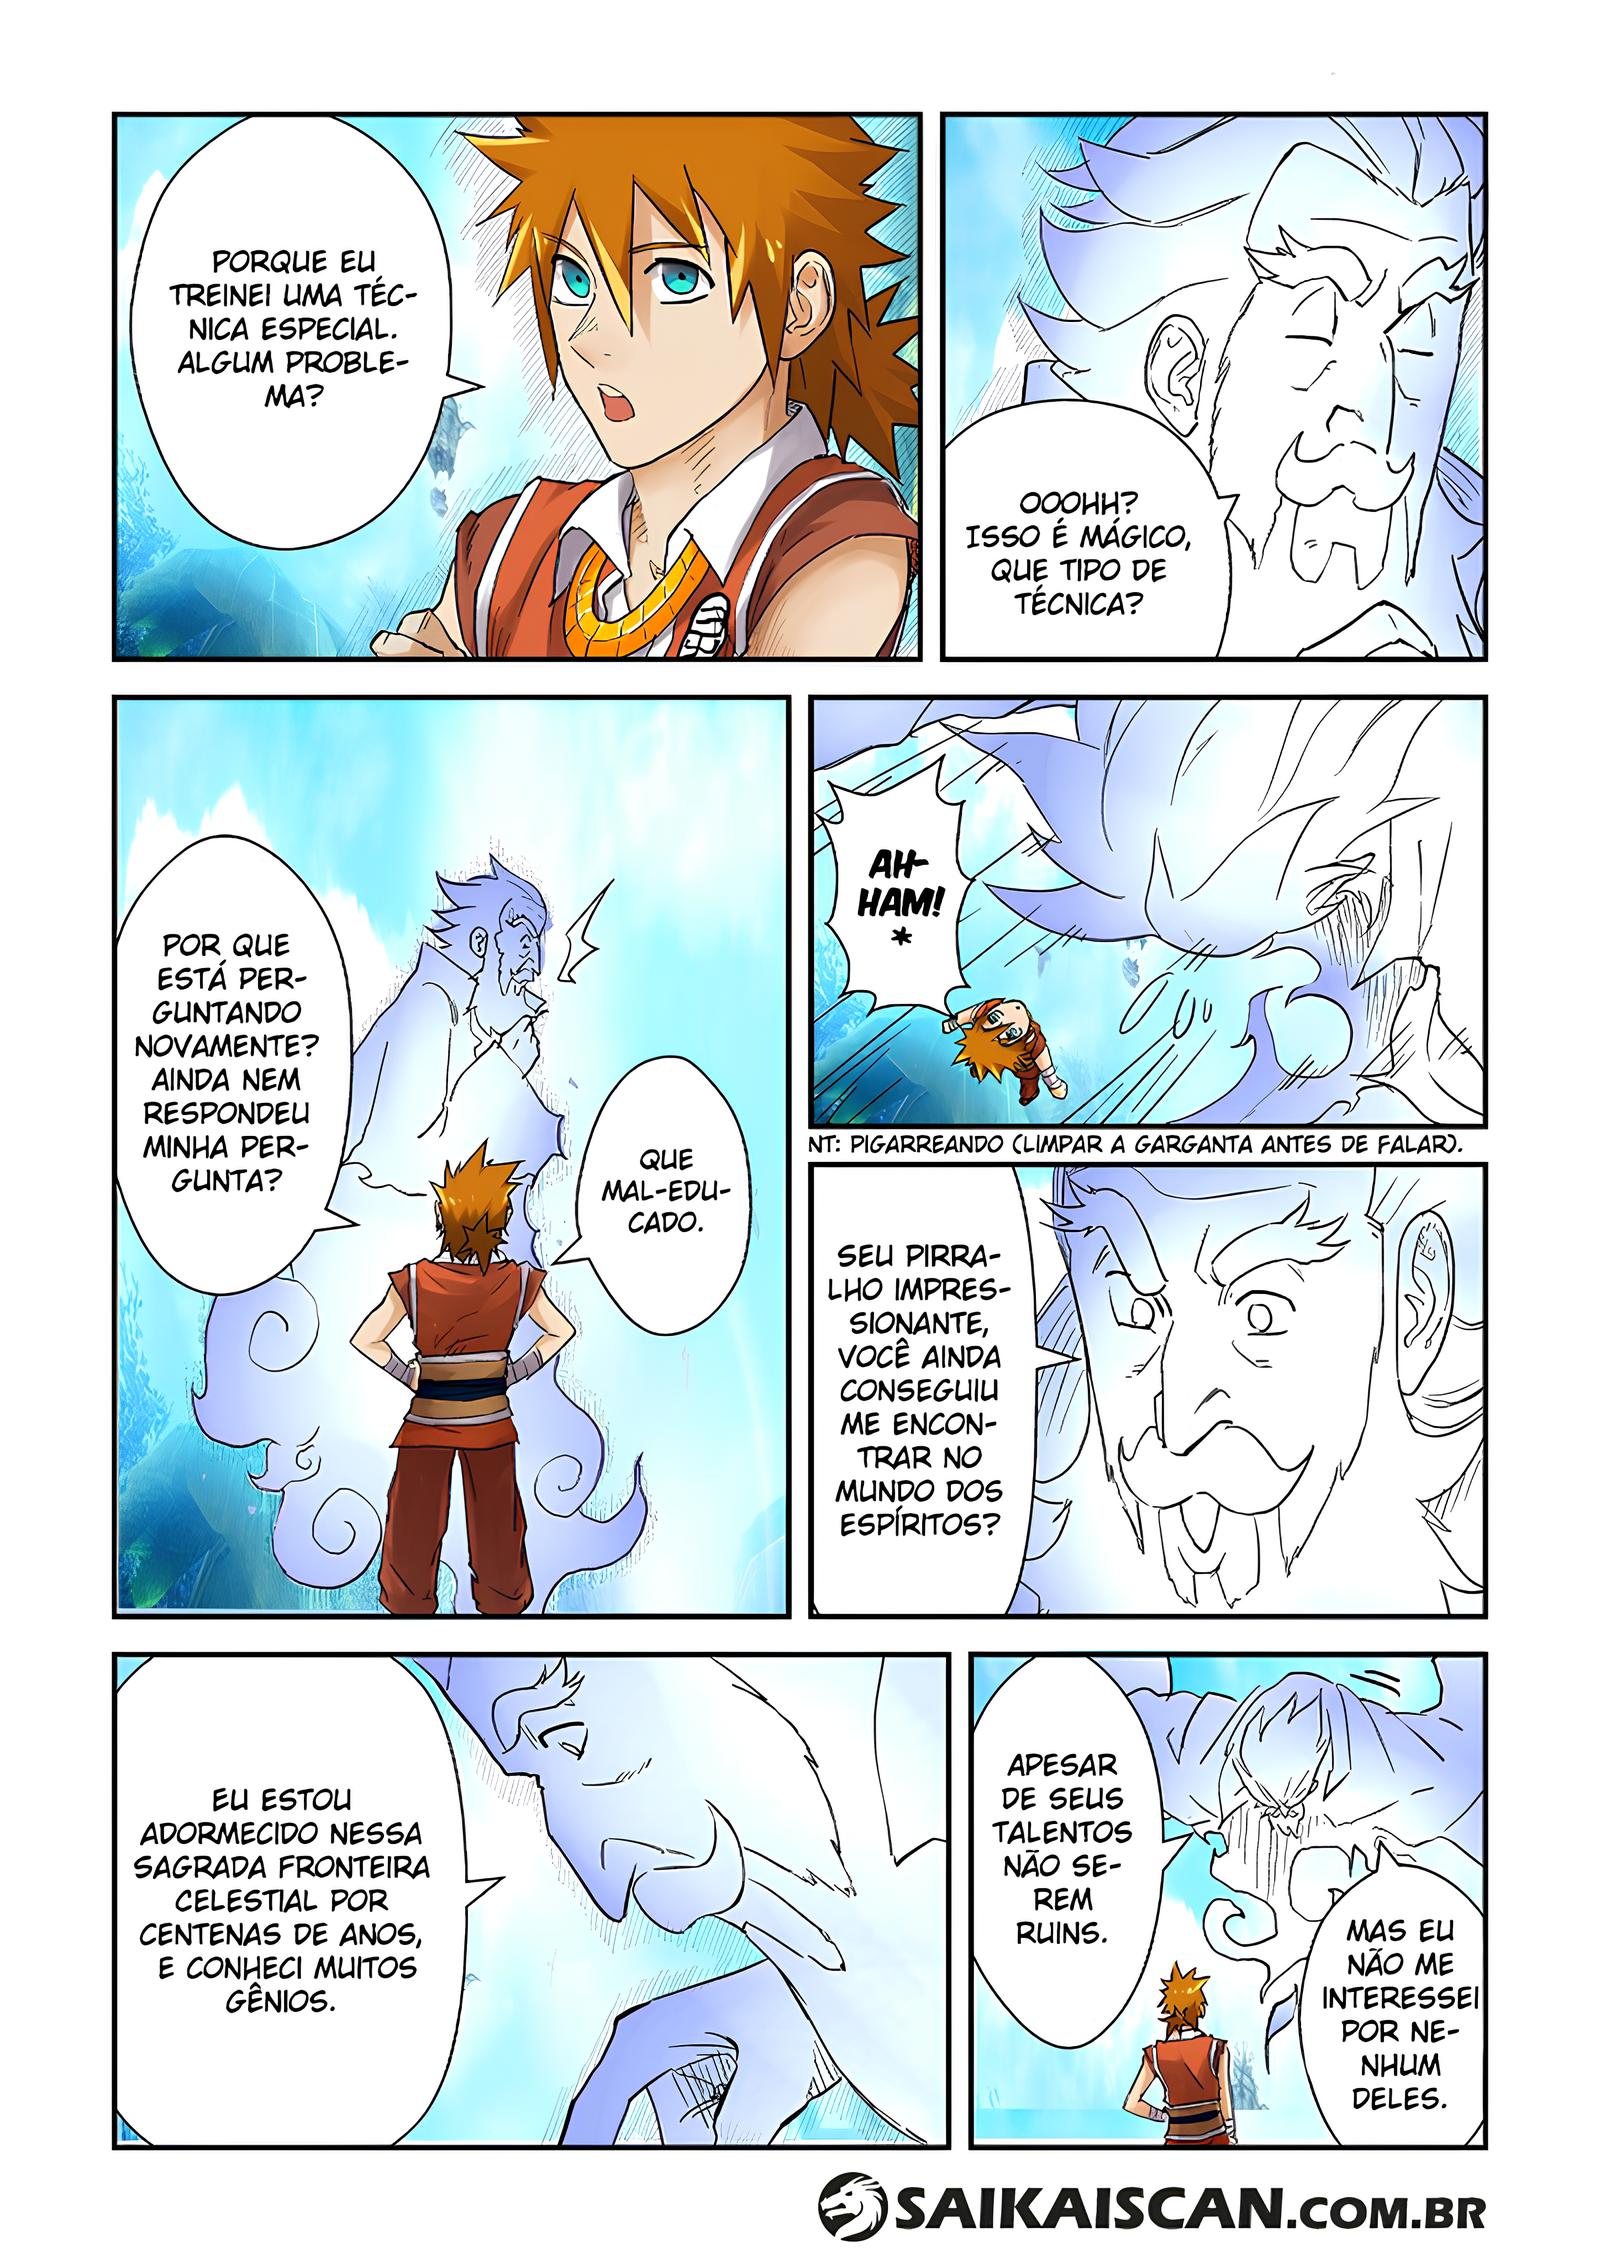 PORQUE EU
TREINEI UMA TÉC-
NICA ESPECIAL.
ALGUM PROBLE-
MA?
OOOHH?
ISSO É MÁGICO,
QUE TIPO DE
TÉCNICA?
POR QUE
ESTÁ PER-
GUNTANDO
NOVAMENTE?
AINDA NEM
RESPONDEU
MINHA PER-
GUNTA?
QUE
MAL-EDU-
CADO.
AH-
HAM!
*
NT: PIGARREANDO (LIMPAR A GARGANTA ANTES DE FALAR).
SEU PIRRA-
LHO IMPRES-
SIONANTE,
VOCÊ AINDA
CONSEGUIU
ME ENCON-
TRAR NO
MUNDO DOS
ESPÍRITOS?
EU ESTOU
ADORMECIDO NESSA
SAGRADA FRONTEIRA
CELESTIAL POR
CENTENAS DE ANOS,
E CONHECI MUITOS
GÊNIOS.
APESAR
DE SEUS
TALENTOS
NÃO SE-
REM
RUINS.
MAS EU
NÃO ME
INTERESSEI
POR NE-
NHUM
DELES.
SAIKAISCAN.COM.BR